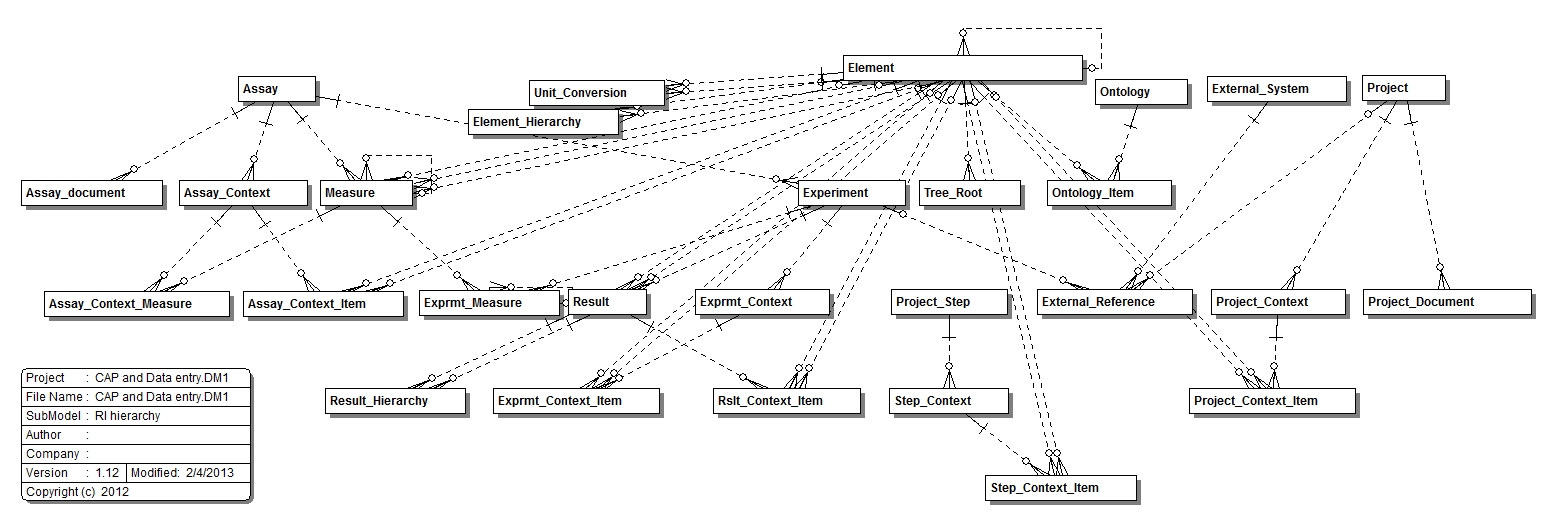 Element
Assay
Unit_Conversion
Ontology
External_System
Project
Element_Hierarchy
Assay_document
Assay_Context
Measure
Experiment
Tree_Root
Ontology_Item
Assay_Context_Measure
Assay_Context_Item
Exprmt_Measure
Result
Exprmt_Context
Project_Step
External_Reference
Project_Context
Project_Document
Result_Hierarchy
Exprmt_Context_Item
Rslt_Context_Item
Step_Context
Project_Context_Item
Step_Context_Item
Project : CAP and Data entry.DM1
File Name : CAP and Data entry.DM1
SubModel : RI hierarchy
Author :
Company :
Version : 1.12 Modified: 2/4/2013
Copyright (c) 2012